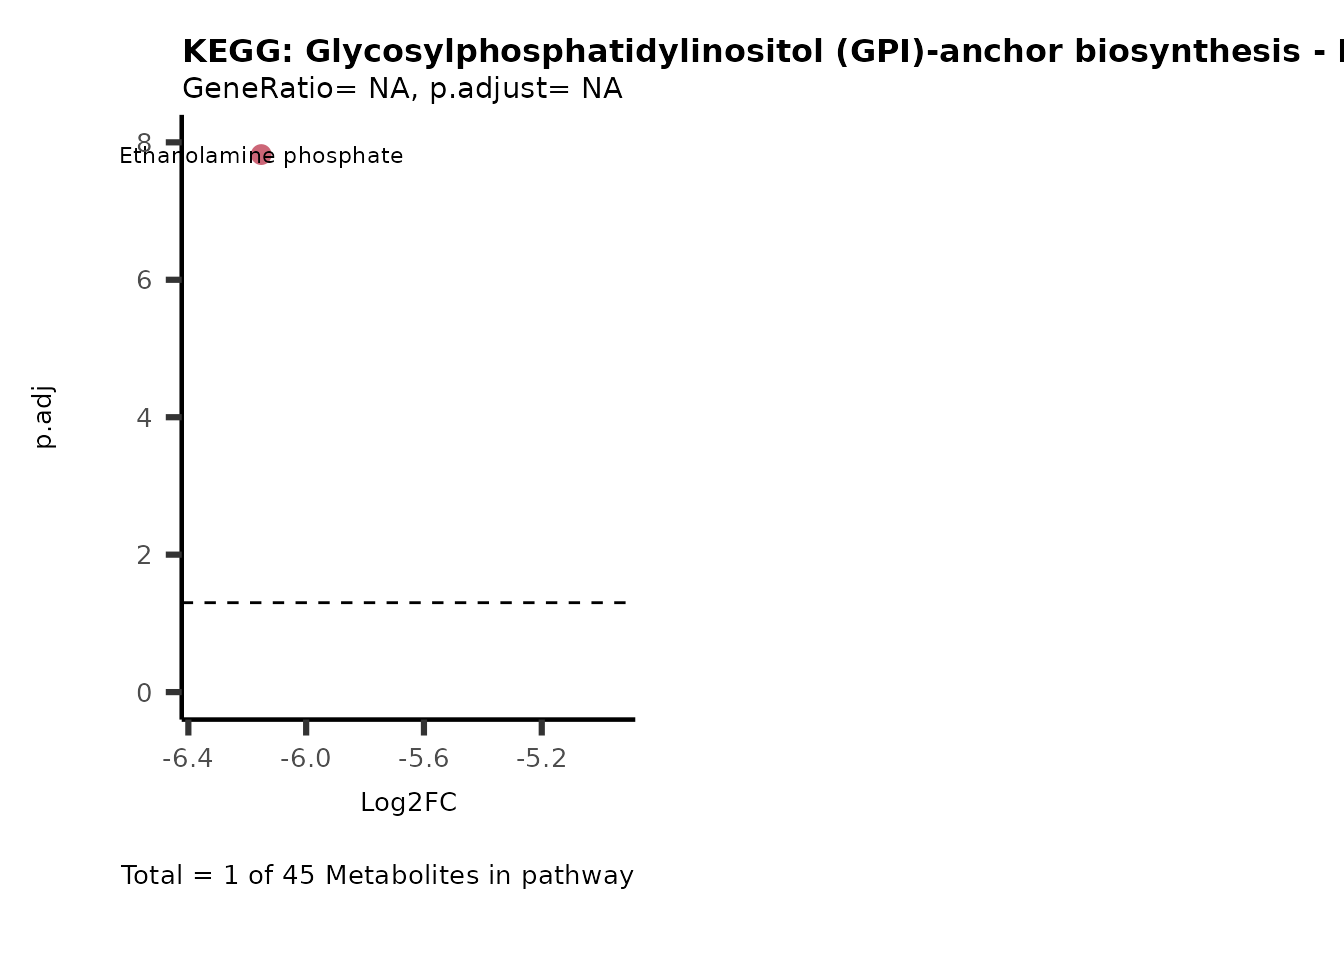 KEGG: Glycosylphosphatidylinositol (GPI)-anchor biosynthesis -
GeneRatio= NA, p.adjust= NA
8
Ethanolamine phosphate
6
4
p.adj
2
0
-6.4 -6.0 -5.6 -5.2
Log2FC
Total = 1 of 45 Metabolites in pathway